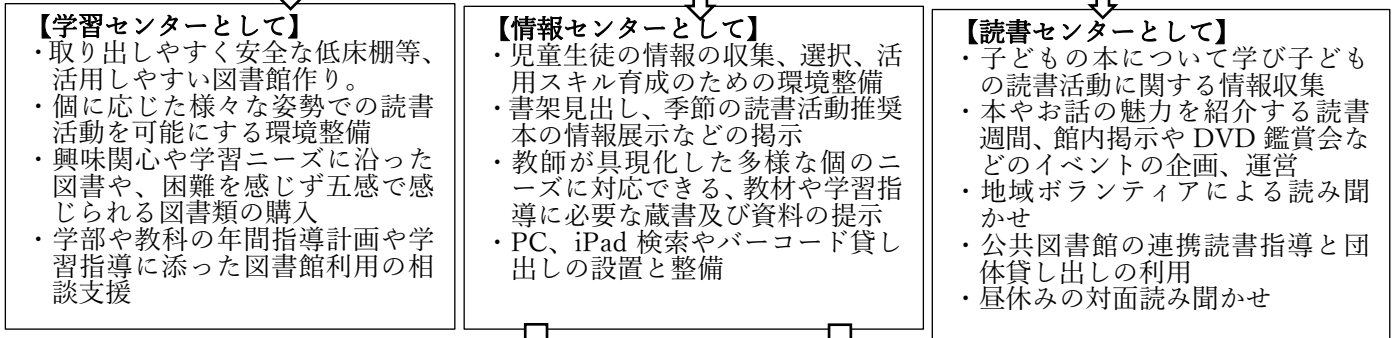 【学習センターとして】
・取り出しやすく安全な低床棚等、
活用しやすい図書館作り。
・個に応じた様々な姿勢での読書
活動を可能にする環境整備
・興味関心や学習ニーズに沿った
図書や、困難を感じず五感で感
じられる図書類の購入
・学部や教科の年間指導計画や学
習指導に添った図書館利用の相
談支援
【情報センターとして】
・児童生徒の情報の収集、選択、活
用スキル育成のための環境整備
・書架見出し、季節の読書活動推奨
本の情報展示などの掲示
・教師が具現化した多様な個のニ
ーズに対応できる、教材や学習指
導に必要な蔵書及び資料の提示
・PC、iPad 検索やバーコード貸し
出しの設置と整備
【読書センターとして】
・子どもの本について学び子ども
の読書活動に関する情報収集
・本やお話の魅力を紹介する読書
週間、館内掲示や DVD 鑑賞会な
どのイベントの企画、運営
・地域ボランティアによる読み聞
かせ
・公共図書館の連携読書指導と団
体貸し出しの利用
・昼休みの対面読み聞かせ